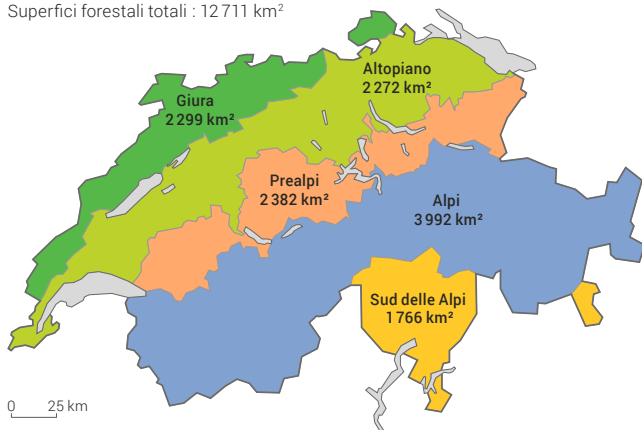 Superfici forestali totali : 12 711 km²
Altopiano
2 272 km²
Giura
2 299 km²
Prealpi
2 382 km²
Alpi
3 992 km²
Sud delle Alpi
1 766 km²
0 25 km